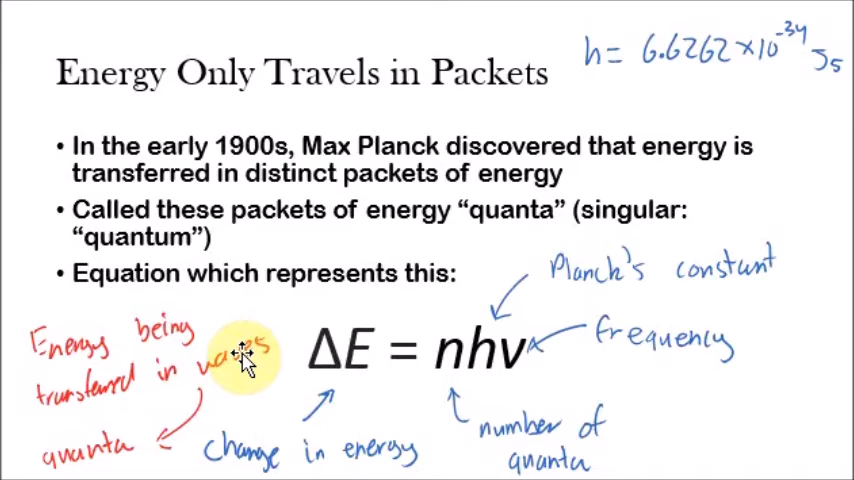 h = 6.6262 × 10^-34 Js
Energy Only Travels in Packets
• In the early 1900s, Max Planck discovered that energy is
transferred in distinct packets of energy
• Called these packets of energy “quanta” (singular:
“quantum”)
• Equation which represents this:
Planck's constant
Energy being
transferred in waves
quanta
ΔE = nhν
frequency
change in energy
number of
quanta